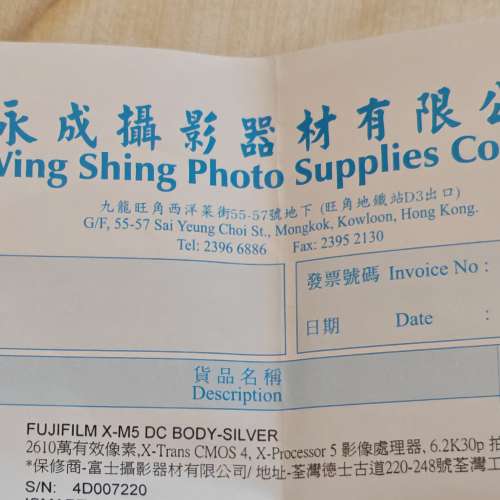 永成攝影器材有限公
Wing Shing Photo Supplies Co
九龍旺角西洋菜街55-57號地下 (旺角地鐵站D3出口)
G/F, 55-57 Sai Yeung Choi St., Mongkok, Kowloon, Hong Kong.
Tel: 2396 6886 Fax: 2395 2130
發票號碼 Invoice No :
日期 Date :
貨品名稱
Description
FUJIFILM X-M5 DC BODY-SILVER
2610萬有效像素,X-Trans CMOS 4, X-Processor 5 影像處理器, 6.2K30p 拍
*保修商-富士攝影器材有限公司/ 地址-荃灣德士古道220-248號荃灣工
S/N: 4D007220